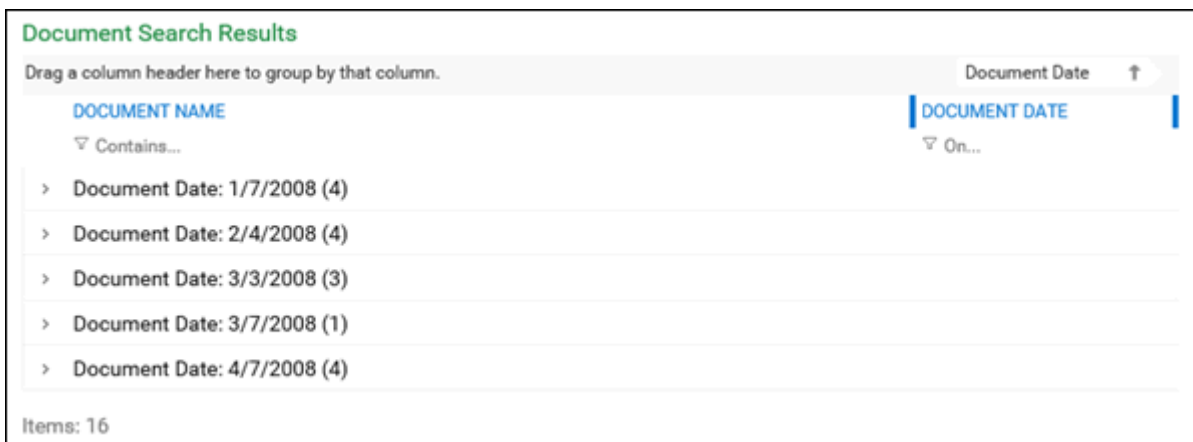 Document Search Results
Drag a column header here to group by that column. Document Date
DOCUMENT NAME DOCUMENT DATE
Contains... On...
Document Date: 1/7/2008 (4)
Document Date: 2/4/2008 (4)
Document Date: 3/3/2008 (3)
Document Date: 3/7/2008 (1)
Document Date: 4/7/2008 (4)
Items: 16